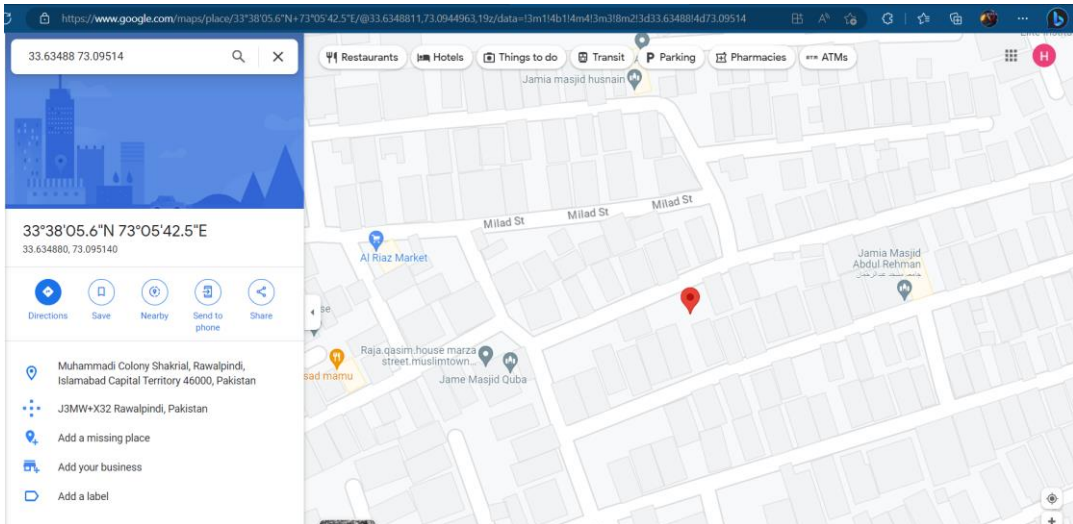 https://www.google.com/maps/place/33°38'05.6"N+73°05'42.5"E/@33.6348811,73.0944963,19z/data=!3m1!4b1!4m4!3m3!8m2!3d33.63488!4d73.09514
33.63488 73.09514
Restaurants
Hotels
Things to do
Transit
P Parking
Pharmacies
ATMs
H
Jamia masjid husnain
33°38'05.6"N 73°05'42.5"E
33.634880, 73.095140
Directions
Save
Nearby
Send to
phone
Share
Muhammadi Colony Shakrial, Rawalpindi,
Islamabad Capital Territory 46000, Pakistan
J3MW+X32 Rawalpindi, Pakistan
Add a missing place
Add your business
Add a label
Milad St
Milad St
Milad St
Al Riaz Market
Jamia Masjid
Abdul Rehman
جامعہ مسجد عبدالرحمان
se
Raja.qasim.house marza
street.muslimtown...
sad mamu
Jame Masjid Quba